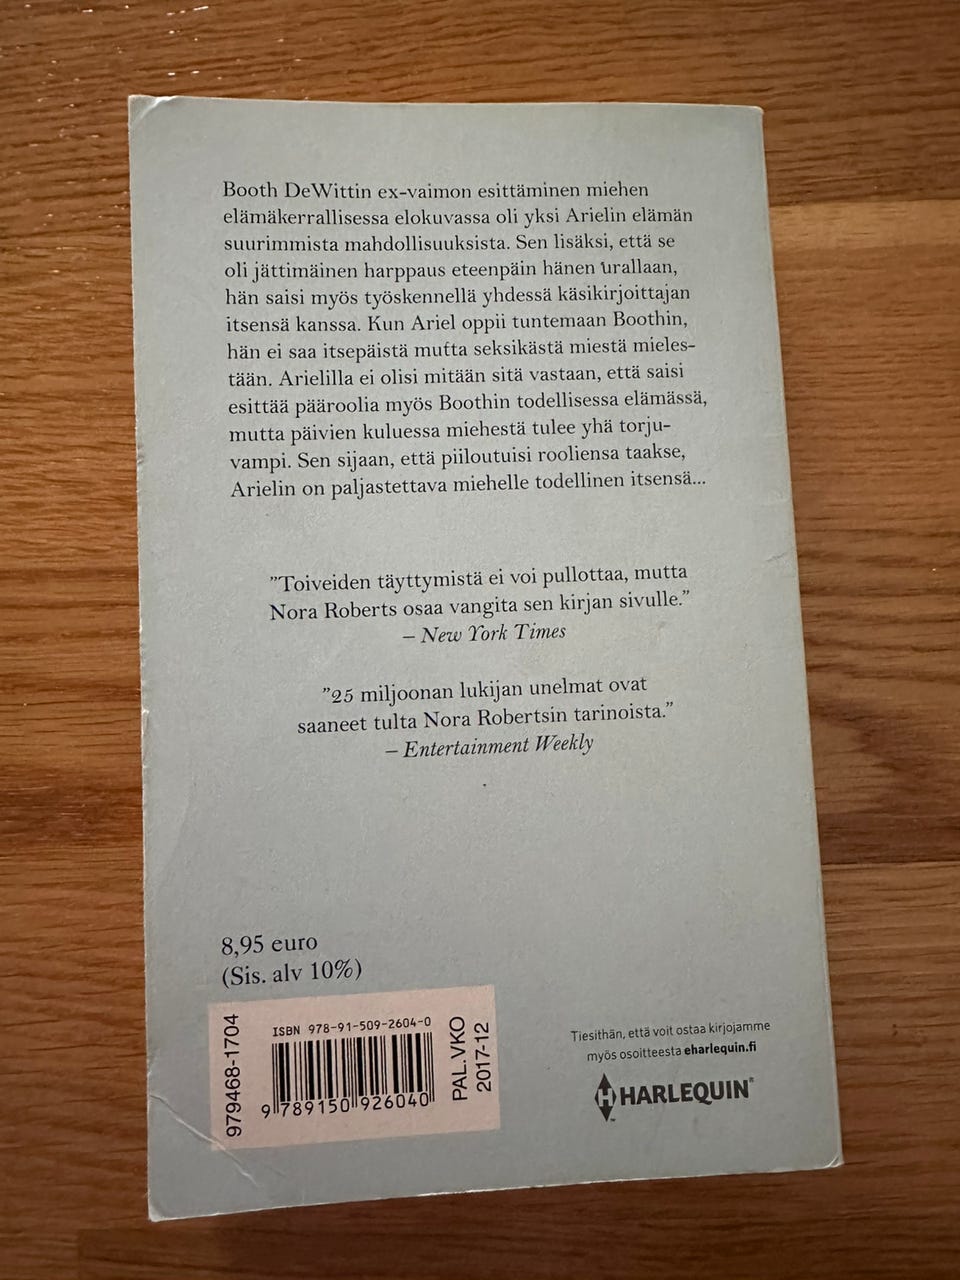 Booth DeWittin ex-vaimon esittäminen miehen
elämäkerrallisessa elokuvassa oli yksi Arielin elämän
suurimmista mahdollisuuksista. Sen lisäksi, että se
oli jättimäinen harppaus eteenpäin hänen urallaan,
hän saisi myös työskennellä yhdessä käsikirjoittajan
itsensä kanssa. Kun Ariel oppii tuntemaan Boothin,
hän ei saa itsepäistä mutta seksikästä miestä mieles-
tään. Arielilla ei olisi mitään sitä vastaan, että saisi
esittää pääroolia myös Boothin todellisessa elämässä,
mutta päivien kuluessa miehestä tulee yhä torju-
vampi. Sen sijaan, että piiloutuisi rooliensa taakse,
Arielin on paljastettava miehelle todellinen itsensä...
”Toiveiden täyttymistä ei voi pullottaa, mutta
Nora Roberts osaa vangita sen kirjan sivulle.”
– New York Times
”25 miljoonan lukijan unelmat ovat
saaneet tulta Nora Robertsin tarinoista.”
– Entertainment Weekly
8,95 euro
(Sis. alv 10%)
979468-1704
ISBN 978-91-509-2604-0
9 789150 926040
PAL.VKO
2017-12
Tiesithän, että voit ostaa kirjojamme
myös osoitteesta eharlequin.fi
H HARLEQUIN®
™